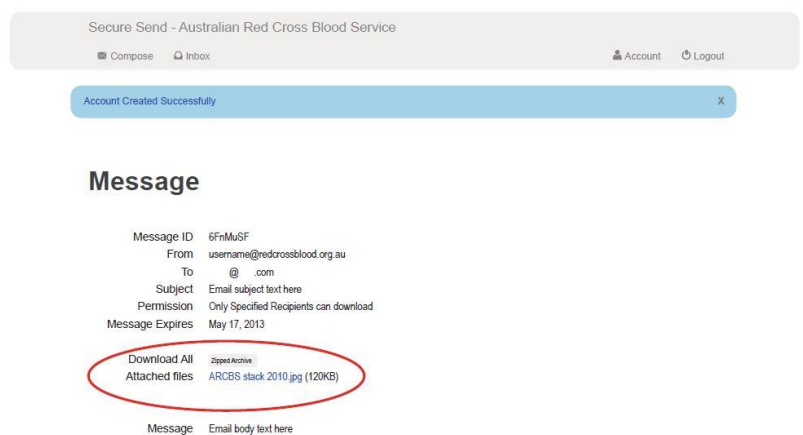 Secure Send - Australian Red Cross Blood Service
Compose Inbox Account Logout
Account Created Successfully X
Message
Message ID 6FnMuSF
From username@redcrossblood.org.au
To @ .com
Subject Email subject text here
Permission Only Specified Recipients can download
Message Expires May 17, 2013
Download All Zipped Archive
Attached files ARCBS stack 2010.jpg (120KB)
Message Email body text here